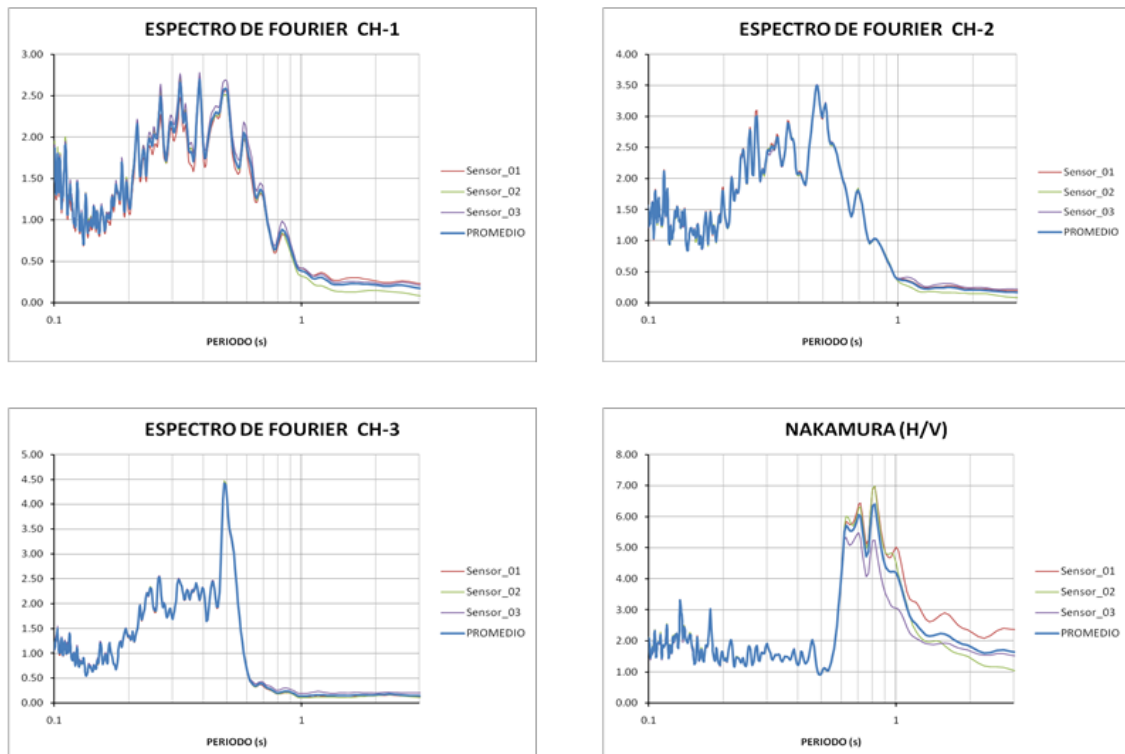 ESPECTRO DE FOURIER CH-1
3.00
2.50
2.00
1.50
1.00
0.50
0.00
0.1
1
PERIODO (s)
Sensor_01
Sensor_02
Sensor_03
PROMEDIO
ESPECTRO DE FOURIER CH-2
4.00
3.50
3.00
2.50
2.00
1.50
1.00
0.50
0.00
0.1
1
PERIODO (s)
Sensor_01
Sensor_02
Sensor_03
PROMEDIO
ESPECTRO DE FOURIER CH-3
5.00
4.50
4.00
3.50
3.00
2.50
2.00
1.50
1.00
0.50
0.00
0.1
1
PERIODO (s)
Sensor_01
Sensor_02
Sensor_03
PROMEDIO
NAKAMURA (H/V)
8.00
7.00
6.00
5.00
4.00
3.00
2.00
1.00
0.00
0.1
1
PERIODO (s)
Sensor_01
Sensor_02
Sensor_03
PROMEDIO